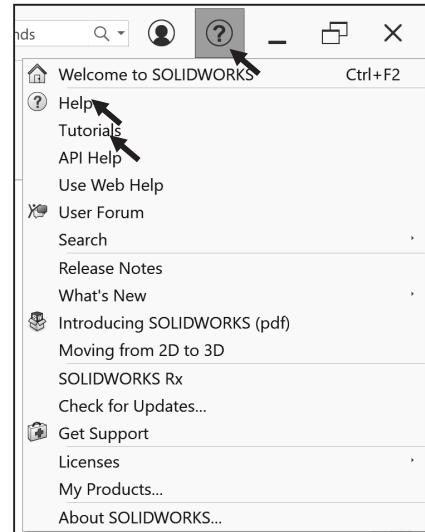 nds
Welcome to SOLIDWORKS Ctrl+F2
Help
Tutorials
API Help
Use Web Help
User Forum
Search
Release Notes
What's New
Introducing SOLIDWORKS (pdf)
Moving from 2D to 3D
SOLIDWORKS Rx
Check for Updates...
Get Support
Licenses
My Products...
About SOLIDWORKS...